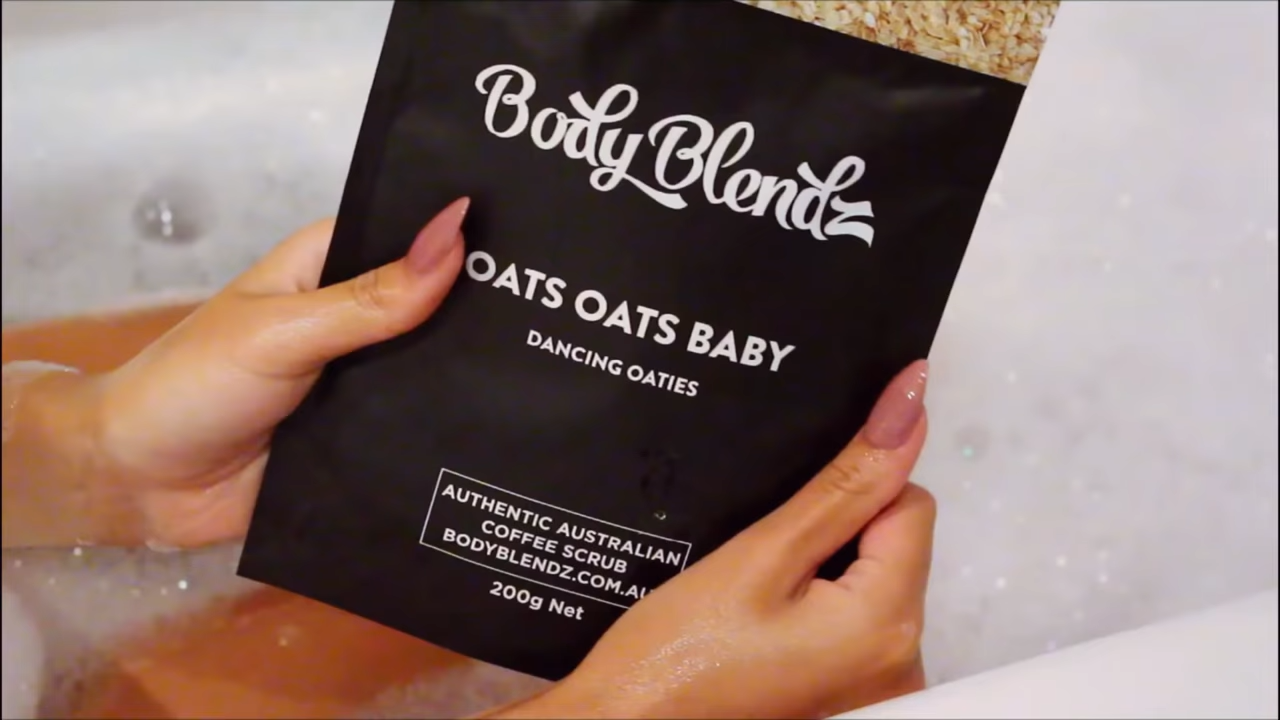 Body Blendz
OATS OATS BABY
DANCING OATIES
AUTHENTIC AUSTRALIAN
COFFEE SCRUB
BODYBLENDZ.COM.AU
200g Net